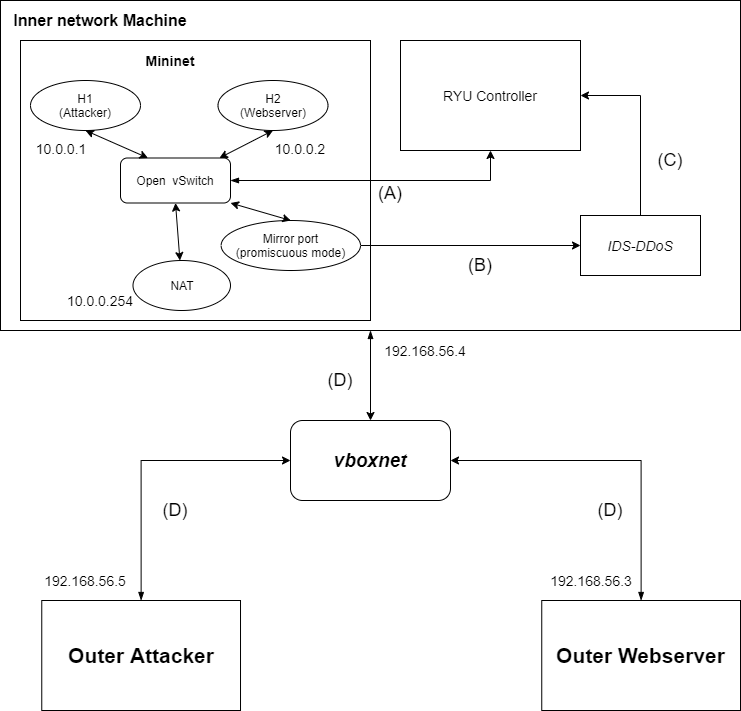 Inner network Machine
Mininet
H1
(Attacker)
H2
(Webserver)
RYU Controller
10.0.0.1
10.0.0.2
(C)
Open vSwitch
(A)
Mirror port
(promiscuous mode)
IDS-DDoS
(B)
NAT
10.0.0.254
192.168.56.4
(D)
vboxnet
(D)
(D)
192.168.56.5
192.168.56.3
Outer Attacker
Outer Webserver